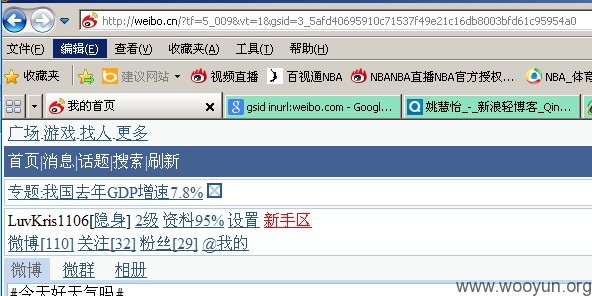 http://weibo.cn/?tf=5_009&vt=1&gsid=3_5afd40695910c71537f49e21c16db8003bfd61c95954a0
文件(F) 编辑(E) 查看(V) 收藏夹(A) 工具(T) 帮助(H)
收藏夹 建议网站 视频直播 百视通NBA NBANBA直播NBA官方授权... NBA_体育
我的首页 gsid inurl:weibo.com - Googl... 姚慧怡_-_新浪轻博客_Qin...
广场.游戏.找人.更多
首页|消息|话题|搜索|刷新
专题:我国去年GDP增速7.8%
LuvKris1106[隐身] 2级 资料95% 设置 新手区
微博[110] 关注[32] 粉丝[29] @我的
微博 微群 相册
#今天好天气吗#
www.wooyun.org